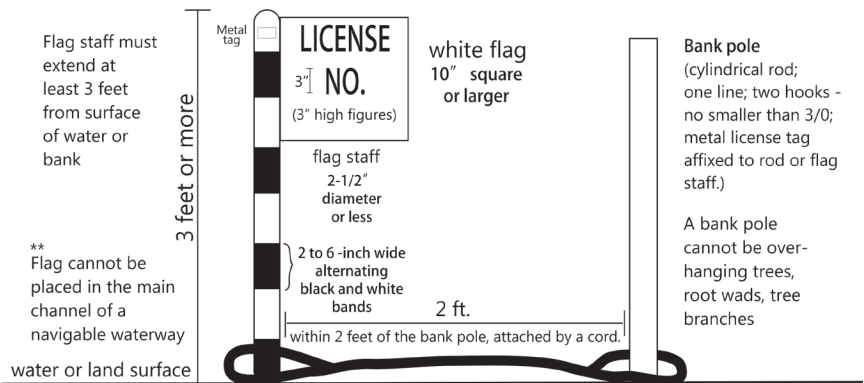 Flag staff must
extend at
least 3 feet
from surface
of water or
bank
**
Flag cannot be
placed in the main
channel of a
navigable waterway
water or land surface
3 feet or more
Metal
tag
LICENSE
3” NO.
(3” high figures)
white flag
10” square
or larger
flag staff
2-1/2”
diameter
or less
2 to 6 -inch wide
alternating
black and white
bands
2 ft.
within 2 feet of the bank pole, attached by a cord.
Bank pole
(cylindrical rod;
one line; two hooks -
no smaller than 3/0;
metal license tag
affixed to rod or flag
staff.)
A bank pole
cannot be over-
hanging trees,
root wads, tree
branches